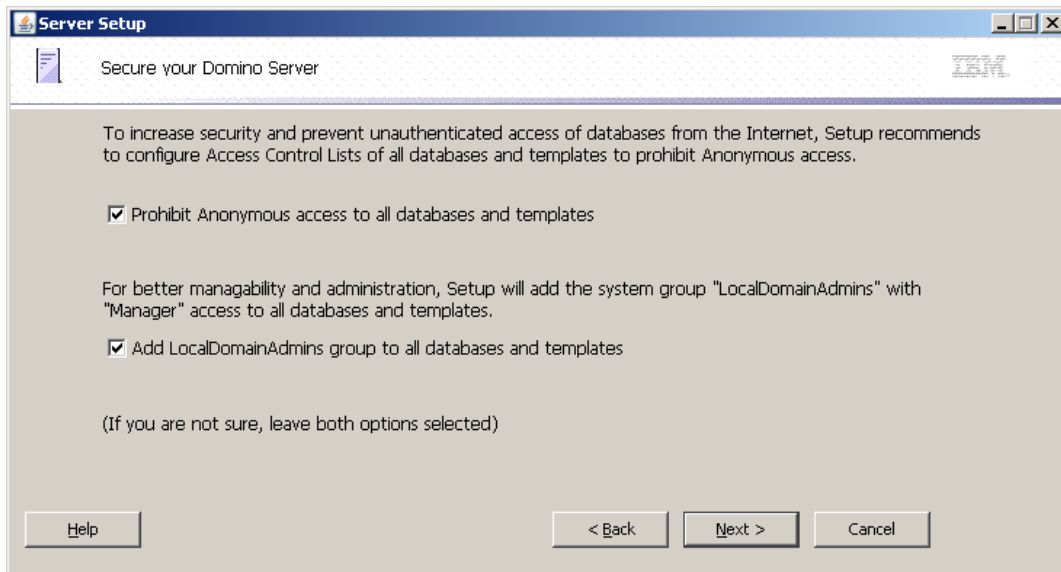 Server Setup
Secure your Domino Server
IBM
To increase security and prevent unauthenticated access of databases from the Internet, Setup recommends
to configure Access Control Lists of all databases and templates to prohibit Anonymous access.
Prohibit Anonymous access to all databases and templates
For better managability and administration, Setup will add the system group "LocalDomainAdmins" with
"Manager" access to all databases and templates.
Add LocalDomainAdmins group to all databases and templates
(If you are not sure, leave both options selected)
Help
< Back
Next >
Cancel